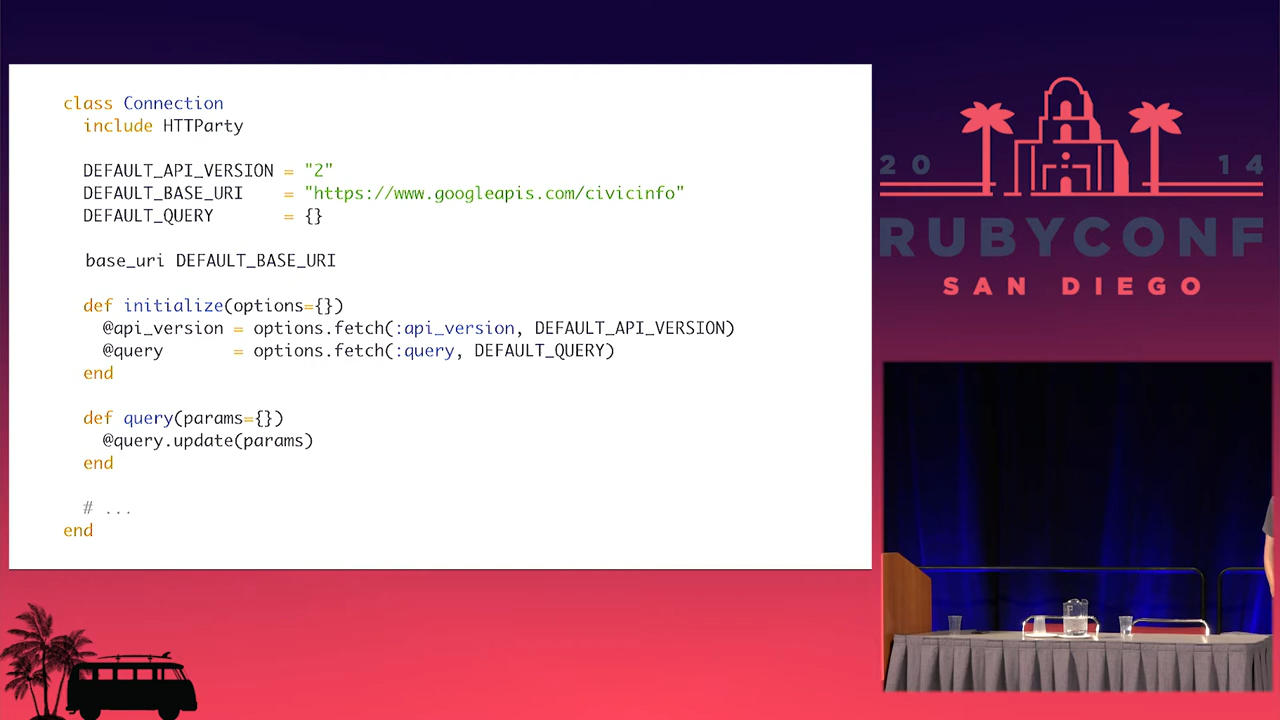 class Connection
  include HTTParty

  DEFAULT_API_VERSION = "2"
  DEFAULT_BASE_URI    = "https://www.googleapis.com/civicinfo"
  DEFAULT_QUERY       = {}

  base_uri DEFAULT_BASE_URI

  def initialize(options={})
    @api_version = options.fetch(:api_version, DEFAULT_API_VERSION)
    @query       = options.fetch(:query, DEFAULT_QUERY)
  end

  def query(params={})
    @query.update(params)
  end

  # ...
end
20 14
RUBYCONF
SAN DIEGO